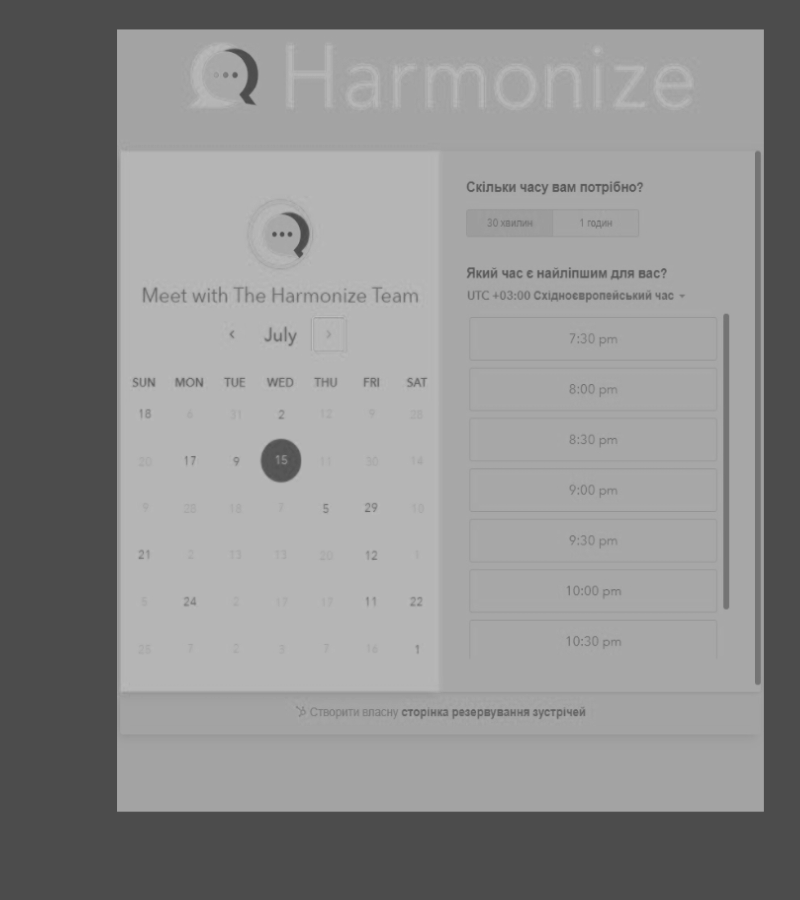 Harmonize
Meet with The Harmonize Team
July
SUN MON TUE WED THU FRI SAT
18 6 31 2 12 9 28
20 17 9 15 11 30 14
9 28 18 7 5 29 10
21 2 13 13 20 12 1
5 24 2 17 17 11 22
25 7 2 3 7 16 1
Скільки часу вам потрібно?
30 хвилин 1 годин
Який час є найліпшим для вас?
UTC +03:00 Східноєвропейський час
7:30 pm
8:00 pm
8:30 pm
9:00 pm
9:30 pm
10:00 pm
10:30 pm
Створити власну сторінка резервування зустрічей